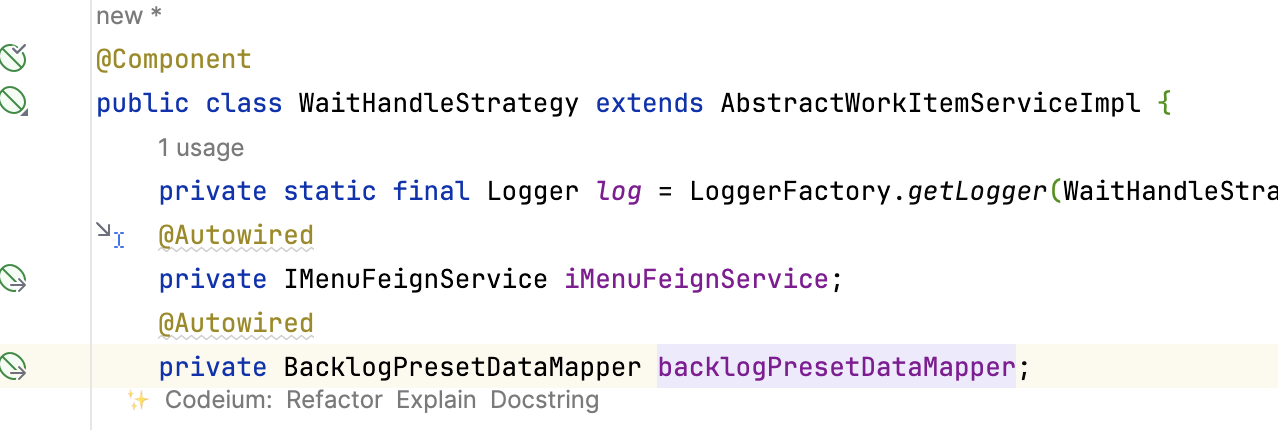 new *
@Component
public class WaitHandleStrategy extends AbstractWorkItemServiceImpl {
1 usage
private static final Logger log = LoggerFactory.getLogger(WaitHandleStra
@Autowired
private IMenuFeignService iMenuFeignService;
@Autowired
private BacklogPresetDataMapper backlogPresetDataMapper;
Codeium: Refactor Explain Docstring